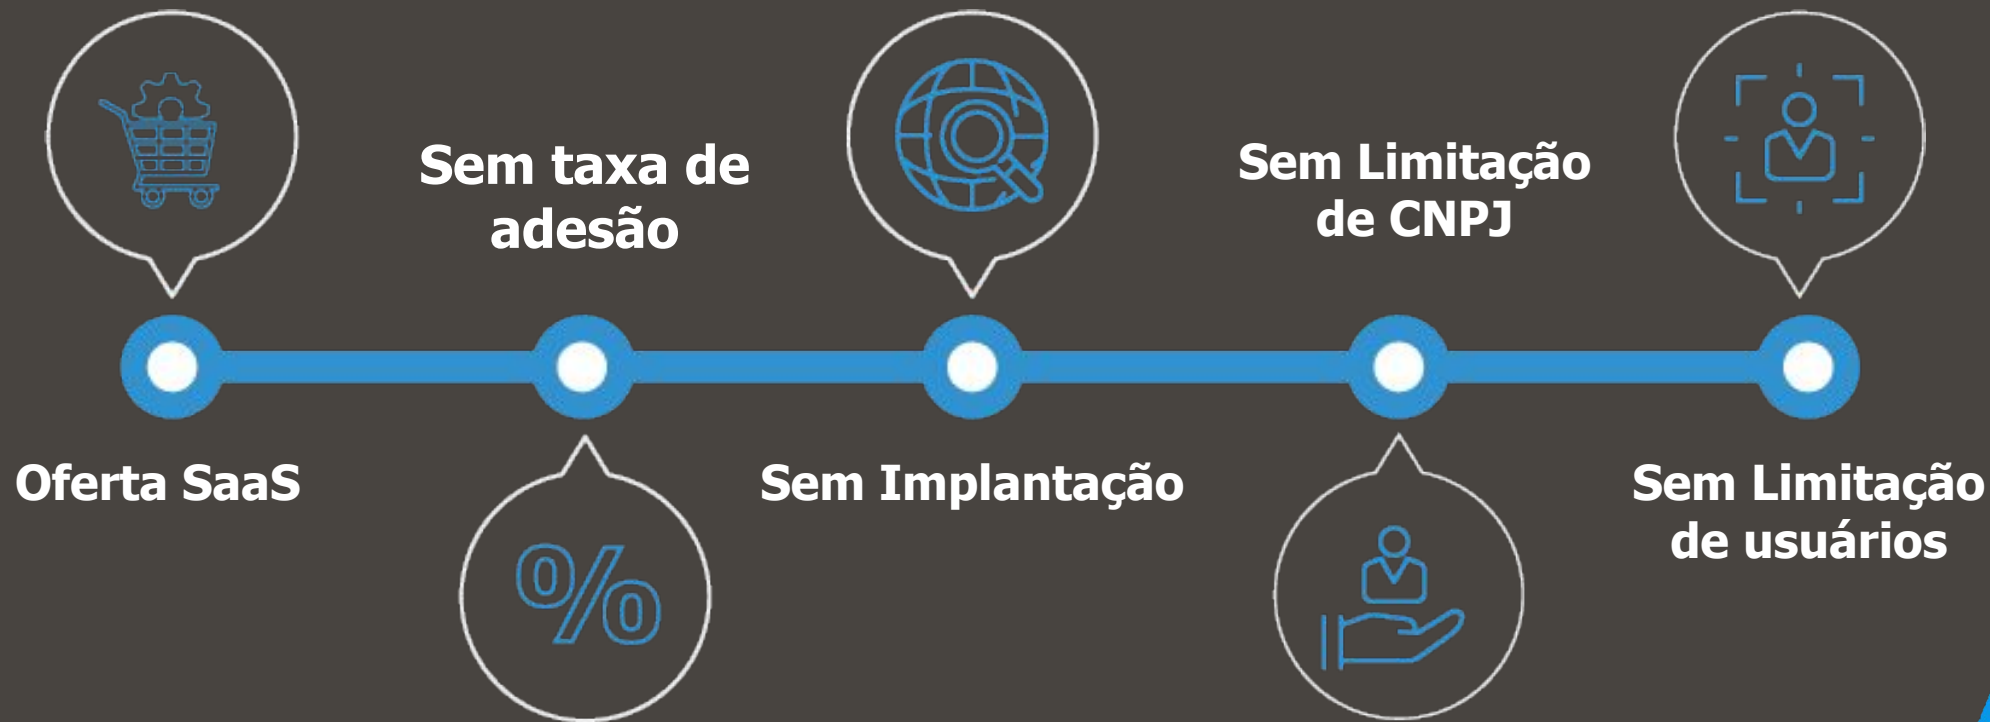 Sem taxa de
adesão
Sem Limitação
de CNPJ
Oferta SaaS
Sem Implantação
Sem Limitação
de usuários
%